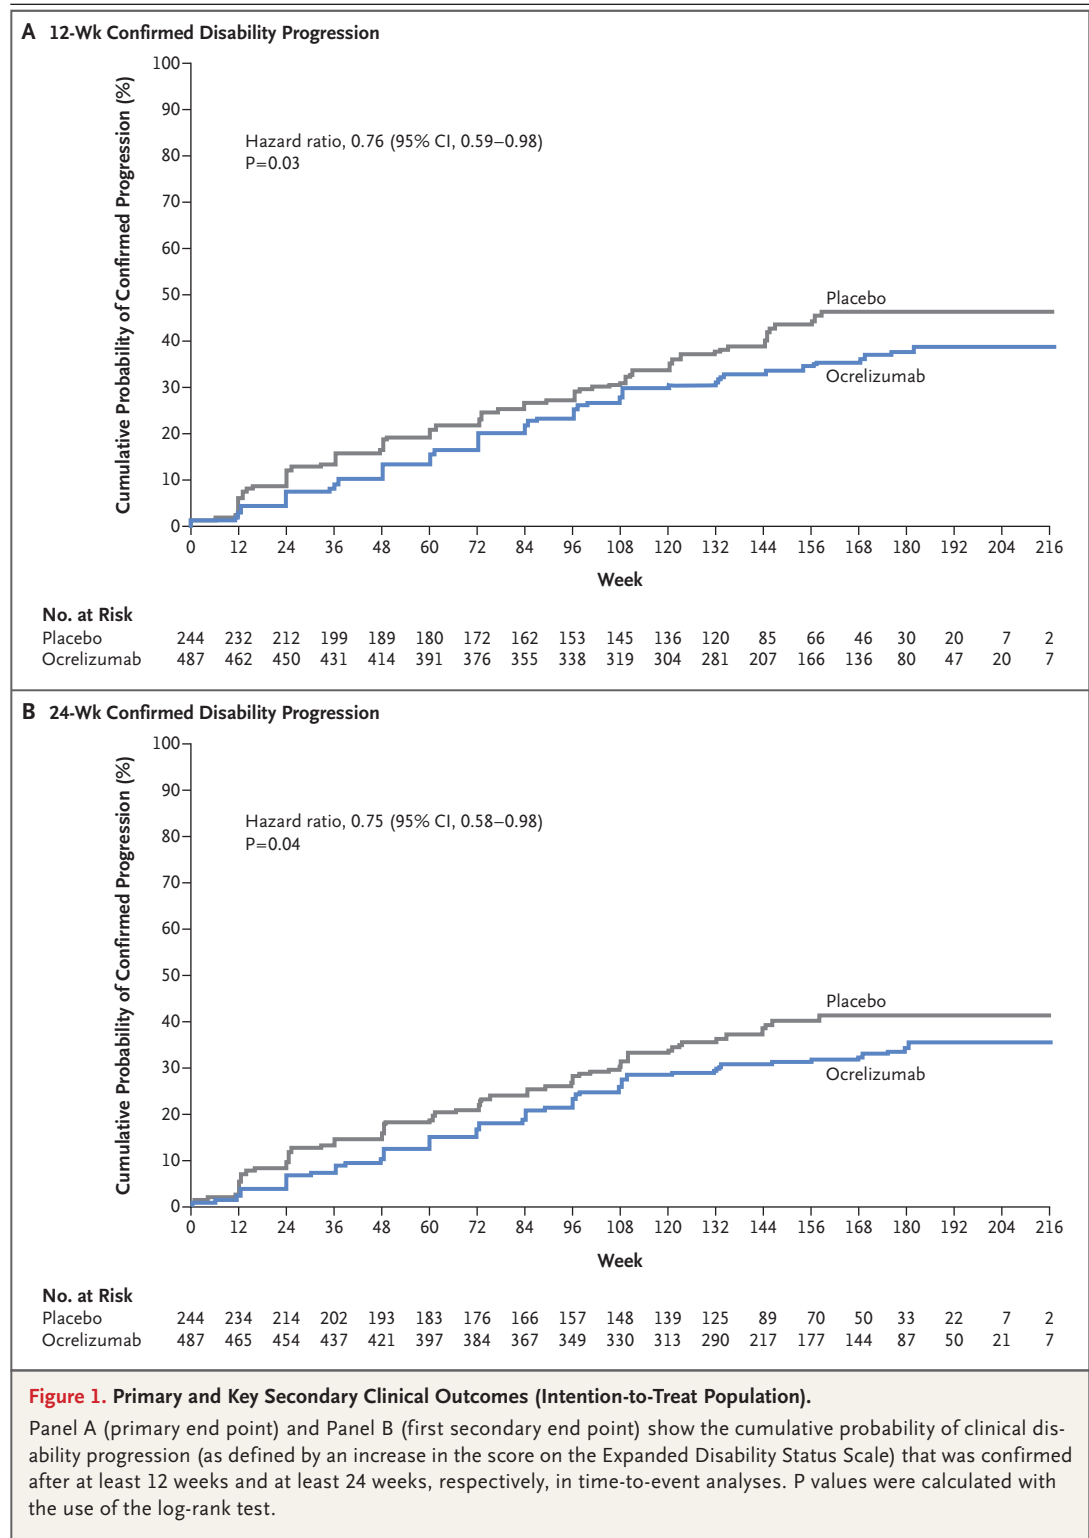 A 12-Wk Confirmed Disability Progression
Cumulative Probability of Confirmed Progression (%)
100
90
80
70
60
50
40
30
20
10
0
Hazard ratio, 0.76 (95% CI, 0.59–0.98)
P=0.03
Placebo
Ocrelizumab
0 12 24 36 48 60 72 84 96 108 120 132 144 156 168 180 192 204 216
Week
No. at Risk
Placebo 244 232 212 199 189 180 172 162 153 145 136 120 85 66 46 30 20 7 2
Ocrelizumab 487 462 450 431 414 391 376 355 338 319 304 281 207 166 136 80 47 20 7
B 24-Wk Confirmed Disability Progression
Cumulative Probability of Confirmed Progression (%)
100
90
80
70
60
50
40
30
20
10
0
Hazard ratio, 0.75 (95% CI, 0.58–0.98)
P=0.04
Placebo
Ocrelizumab
0 12 24 36 48 60 72 84 96 108 120 132 144 156 168 180 192 204 216
Week
No. at Risk
Placebo 244 234 214 202 193 183 176 166 157 148 139 125 89 70 50 33 22 7 2
Ocrelizumab 487 465 454 437 421 397 384 367 349 330 313 290 217 177 144 87 50 21 7
Figure 1. Primary and Key Secondary Clinical Outcomes (Intention-to-Treat Population).
Panel A (primary end point) and Panel B (first secondary end point) show the cumulative probability of clinical dis-
ability progression (as defined by an increase in the score on the Expanded Disability Status Scale) that was confirmed
after at least 12 weeks and at least 24 weeks, respectively, in time-to-event analyses. P values were calculated with
the use of the log-rank test.